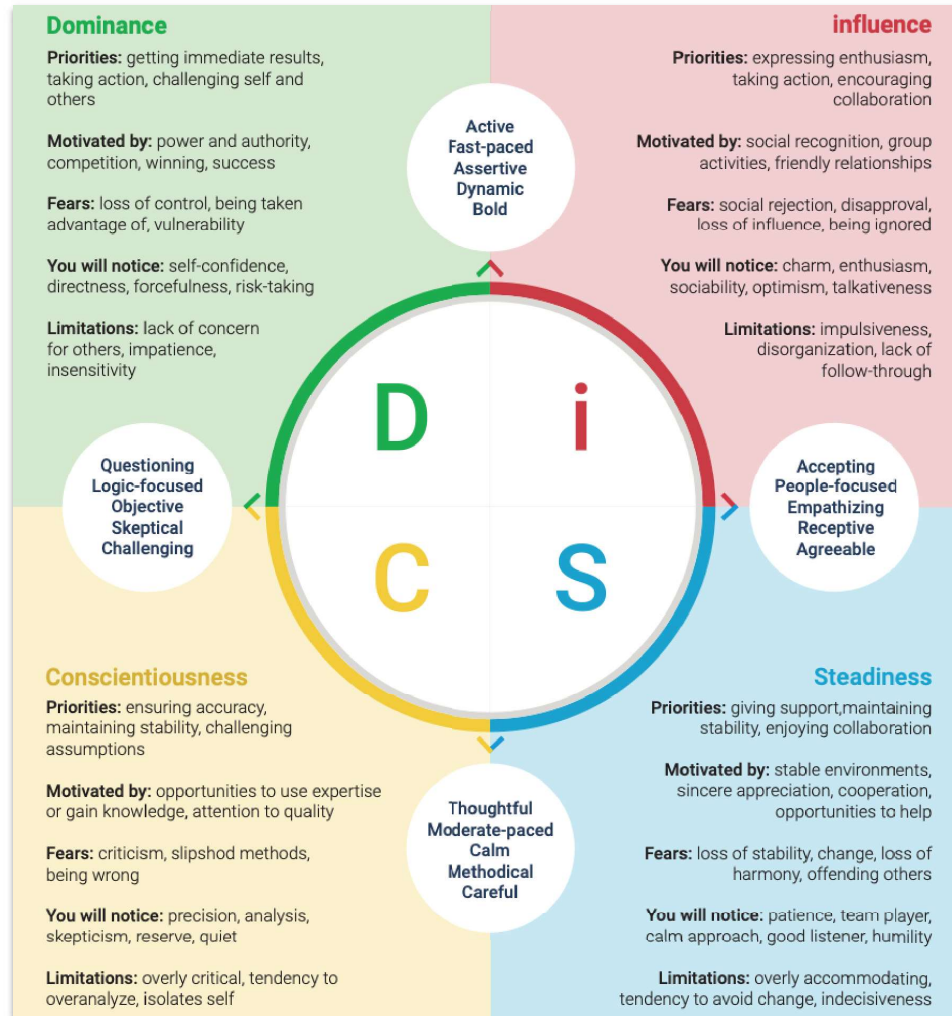 Dominance
Priorities: getting immediate results,
taking action, challenging self and
others
Motivated by: power and authority,
competition, winning, success
Fears: loss of control, being taken
advantage of, vulnerability
You will notice: self-confidence,
directness, forcefulness, risk-taking
Limitations: lack of concern
for others, impatience,
insensitivity
influence
Priorities: expressing enthusiasm,
taking action, encouraging
collaboration
Motivated by: social recognition, group
activities, friendly relationships
Fears: social rejection, disapproval,
loss of influence, being ignored
You will notice: charm, enthusiasm,
sociability, optimism, talkativeness
Limitations: impulsiveness,
disorganization, lack of
follow-through
Active
Fast-paced
Assertive
Dynamic
Bold
Questioning
Logic-focused
Objective
Skeptical
Challenging
D
i
C
S
Accepting
People-focused
Empathizing
Receptive
Agreeable
Conscientiousness
Priorities: ensuring accuracy,
maintaining stability, challenging
assumptions
Motivated by: opportunities to use expertise
or gain knowledge, attention to quality
Fears: criticism, slipshod methods,
being wrong
You will notice: precision, analysis,
skepticism, reserve, quiet
Limitations: overly critical, tendency to
overanalyze, isolates self
Thoughtful
Moderate-paced
Calm
Methodical
Careful
Steadiness
Priorities: giving support,maintaining
stability, enjoying collaboration
Motivated by: stable environments,
sincere appreciation, cooperation,
opportunities to help
Fears: loss of stability, change, loss of
harmony, offending others
You will notice: patience, team player,
calm approach, good listener, humility
Limitations: overly accommodating,
tendency to avoid change, indecisiveness